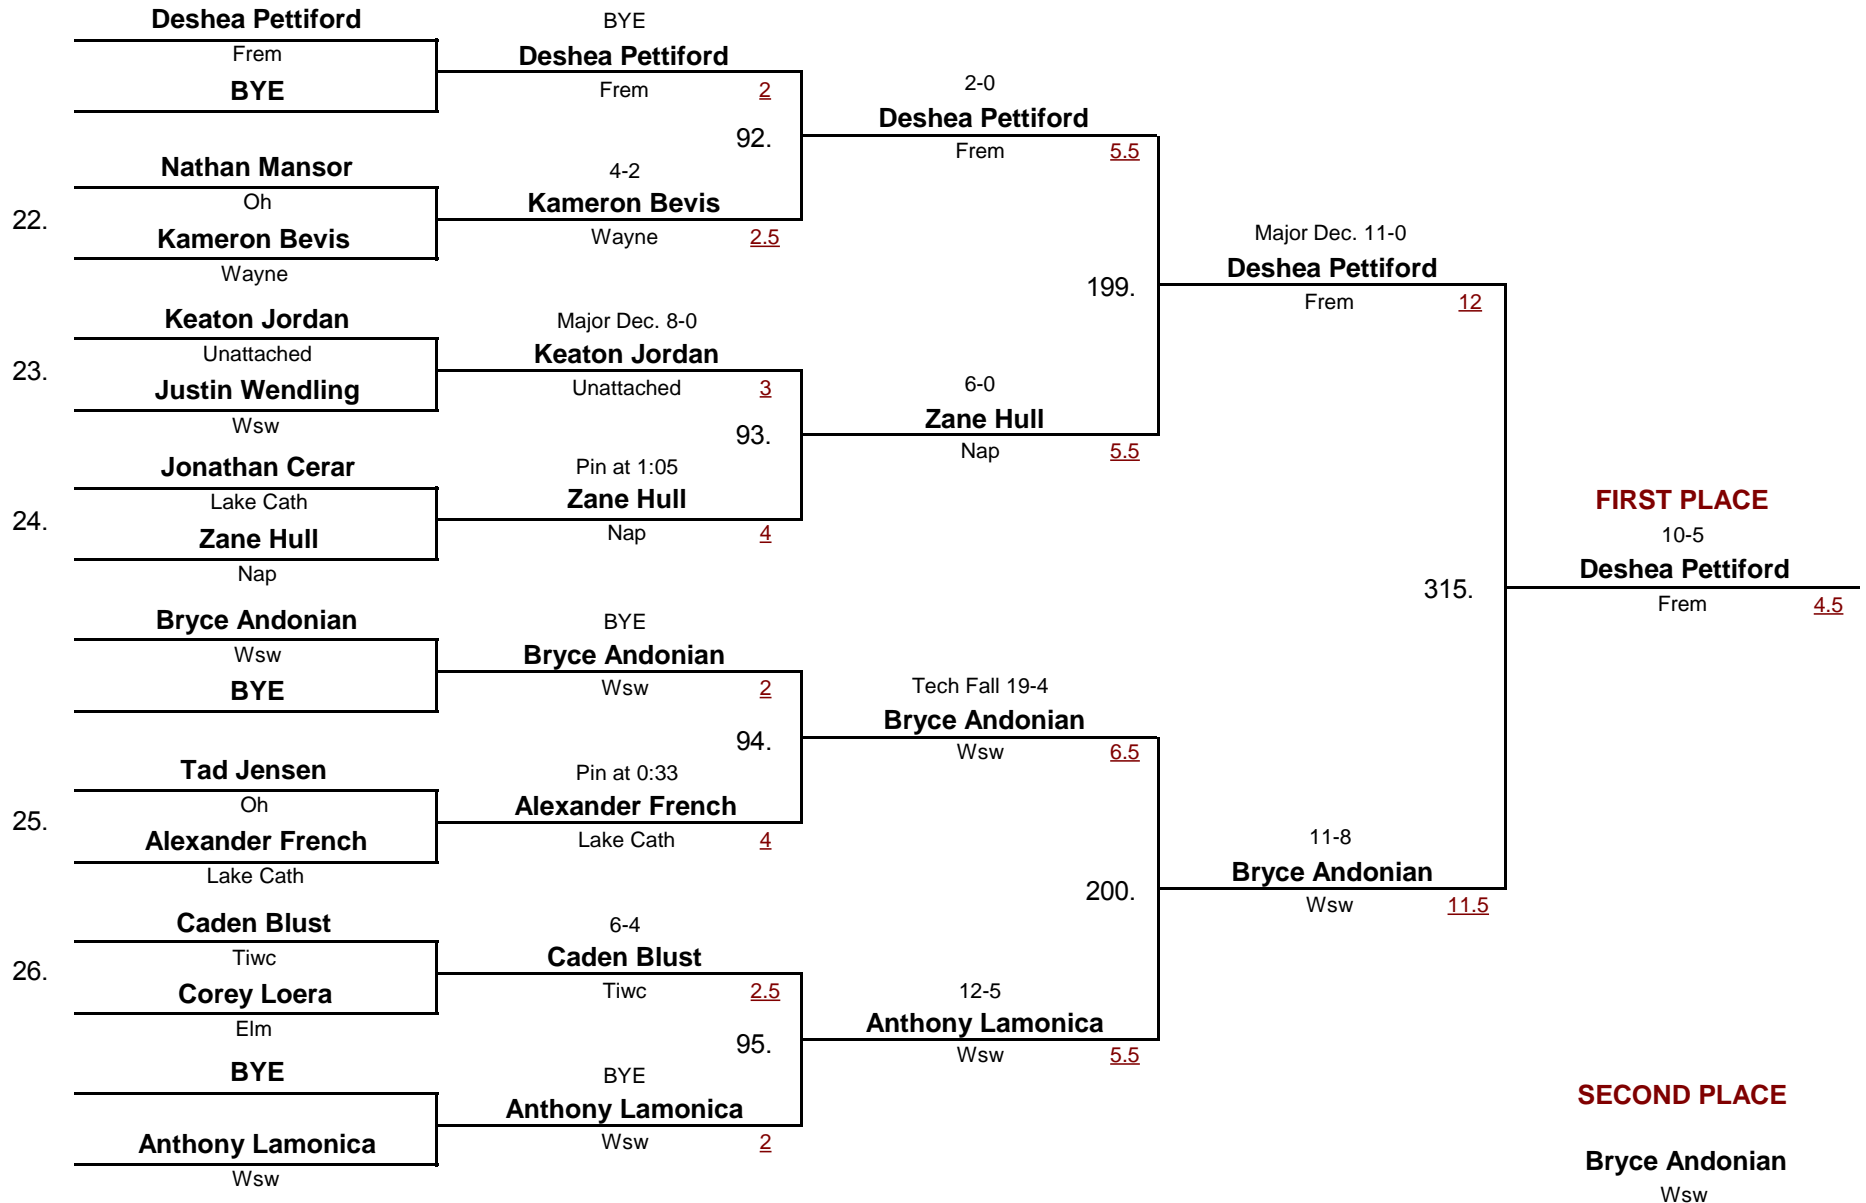 Deshea Pettiford
Frem
BYE
22.
Nathan Mansor
Oh
Kameron Bevis
Wayne
23.
Keaton Jordan
Unattached
Justin Wendling
Wsw
24.
Jonathan Cerar
Lake Cath
Zane Hull
Nap
Bryce Andonian
Wsw
BYE
25.
Tad Jensen
Oh
Alexander French
Lake Cath
26.
Caden Blust
Tiwc
Corey Loera
Elm
BYE
Anthony Lamonica
Wsw
BYE
Deshea Pettiford
Frem 2
92.
4-2
Kameron Bevis
Wayne 2.5
Major Dec. 8-0
Keaton Jordan
Unattached 3
93.
Pin at 1:05
Zane Hull
Nap 4
BYE
Bryce Andonian
Wsw 2
94.
Pin at 0:33
Alexander French
Lake Cath 4
6-4
Caden Blust
Tiwc 2.5
95.
BYE
Anthony Lamonica
Wsw 2
2-0
Deshea Pettiford
Frem 5.5
199.
6-0
Zane Hull
Nap 5.5
Tech Fall 19-4
Bryce Andonian
Wsw 6.5
200.
12-5
Anthony Lamonica
Wsw 5.5
Major Dec. 11-0
Deshea Pettiford
Frem 12
315.
11-8
Bryce Andonian
Wsw 11.5
FIRST PLACE
10-5
Deshea Pettiford
Frem 4.5
SECOND PLACE
Bryce Andonian
Wsw